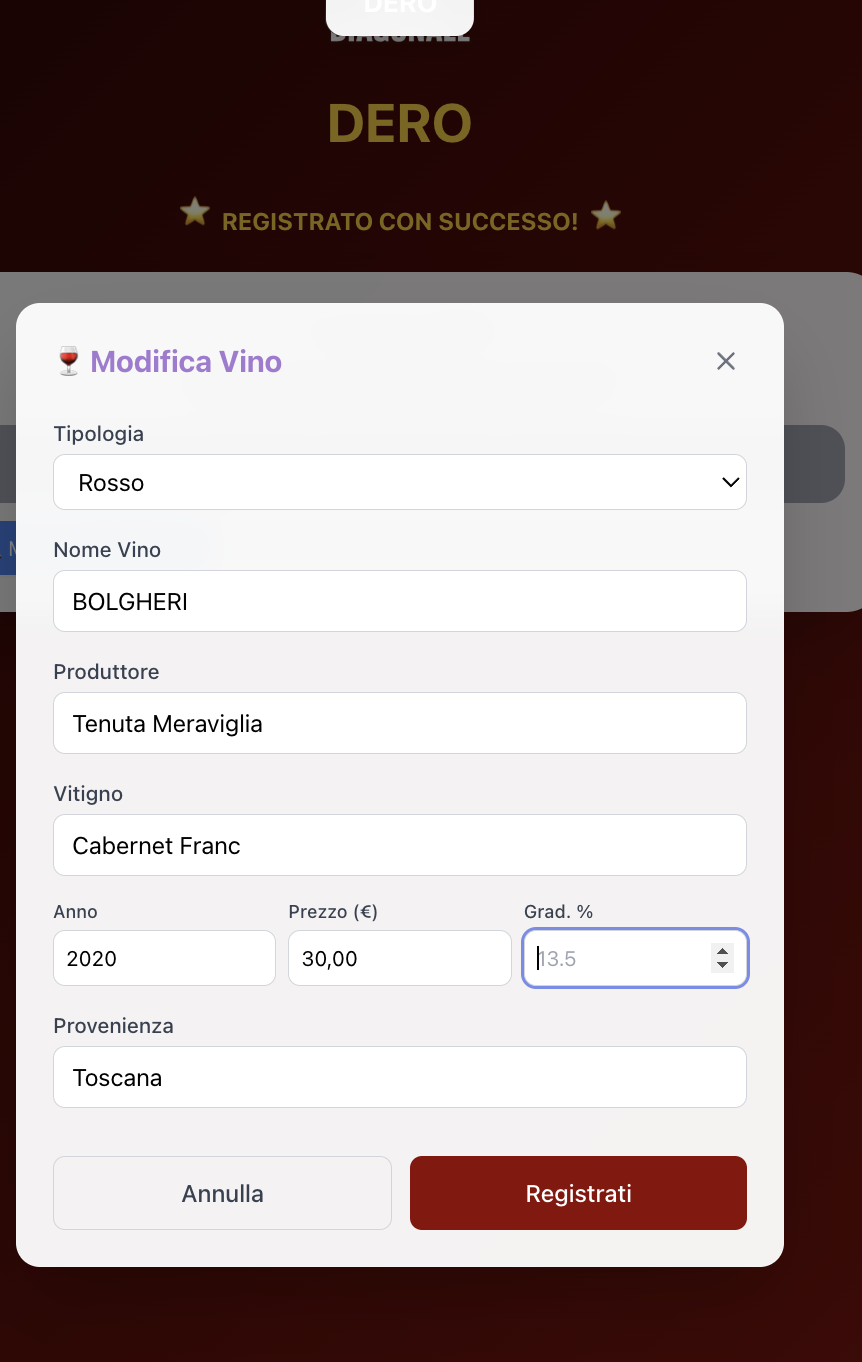 DERO
DIAGONALE
DERO
REGISTRATO CON SUCCESSO!
Modifica Vino
Tipologia
Rosso
Nome Vino
BOLGHERI
Produttore
Tenuta Meraviglia
Vitigno
Cabernet Franc
Anno Prezzo (€) Grad. %
2020 30,00 13.5
Provenienza
Toscana
Annulla Registrati